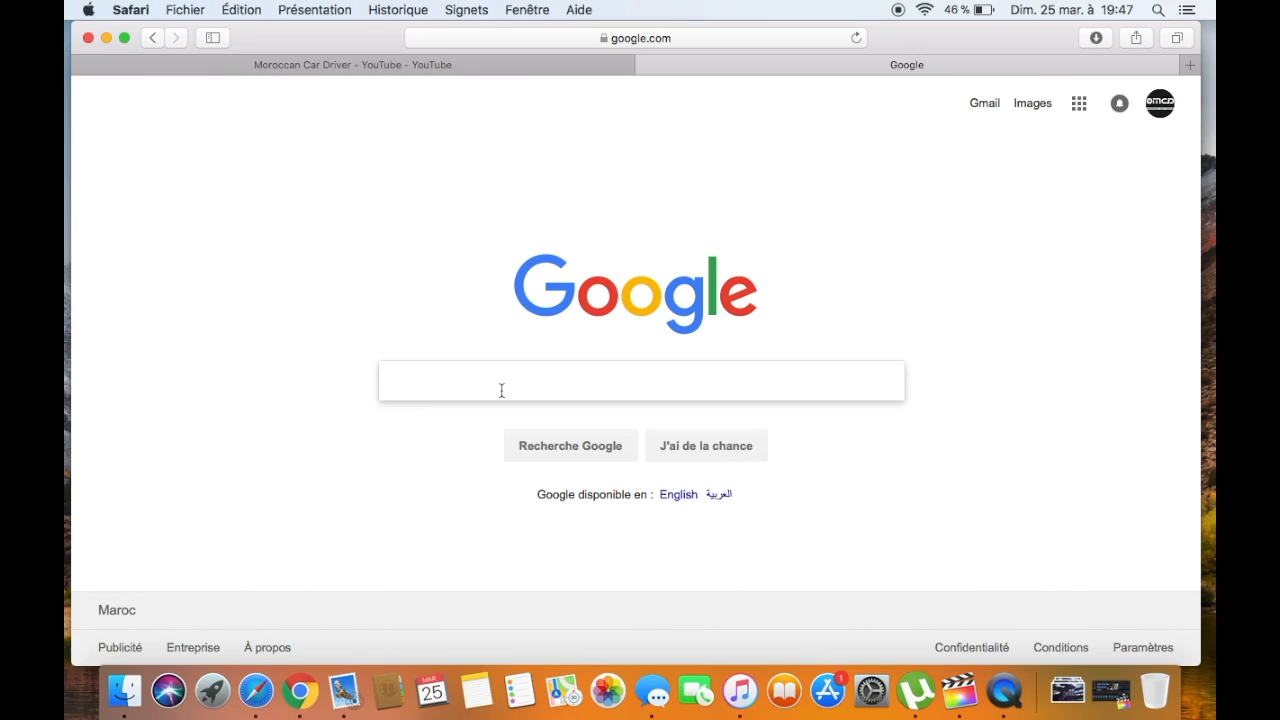 Safari Fichier Édition Présentation Historique Signets Fenêtre Aide 46 % Dim. 25 mar. à 19:47
google.com
Moroccan Car Driver - YouTube - YouTube Google
Gmail Images
Google
Recherche Google J'ai de la chance
Google disponible en : English العربية
Maroc
Publicité Entreprise À propos Confidentialité Conditions Paramètres
25
1